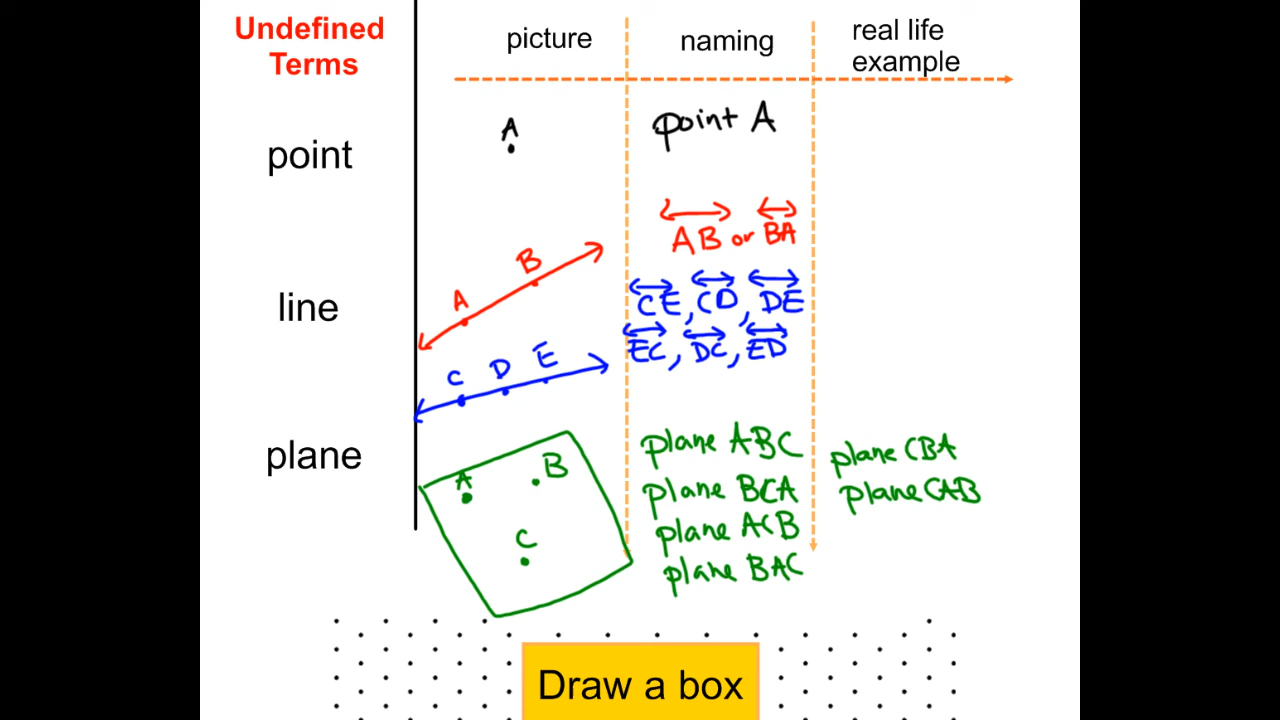 Undefined Terms
picture
naming
real life example
point
A
point A
line
A B
AB or BA
C D E
CE, CD, DE
EC, DC, ED
plane
A B
C
plane ABC
plane BCA
plane ACB
plane BAC
plane CBA
plane CAB
Draw a box